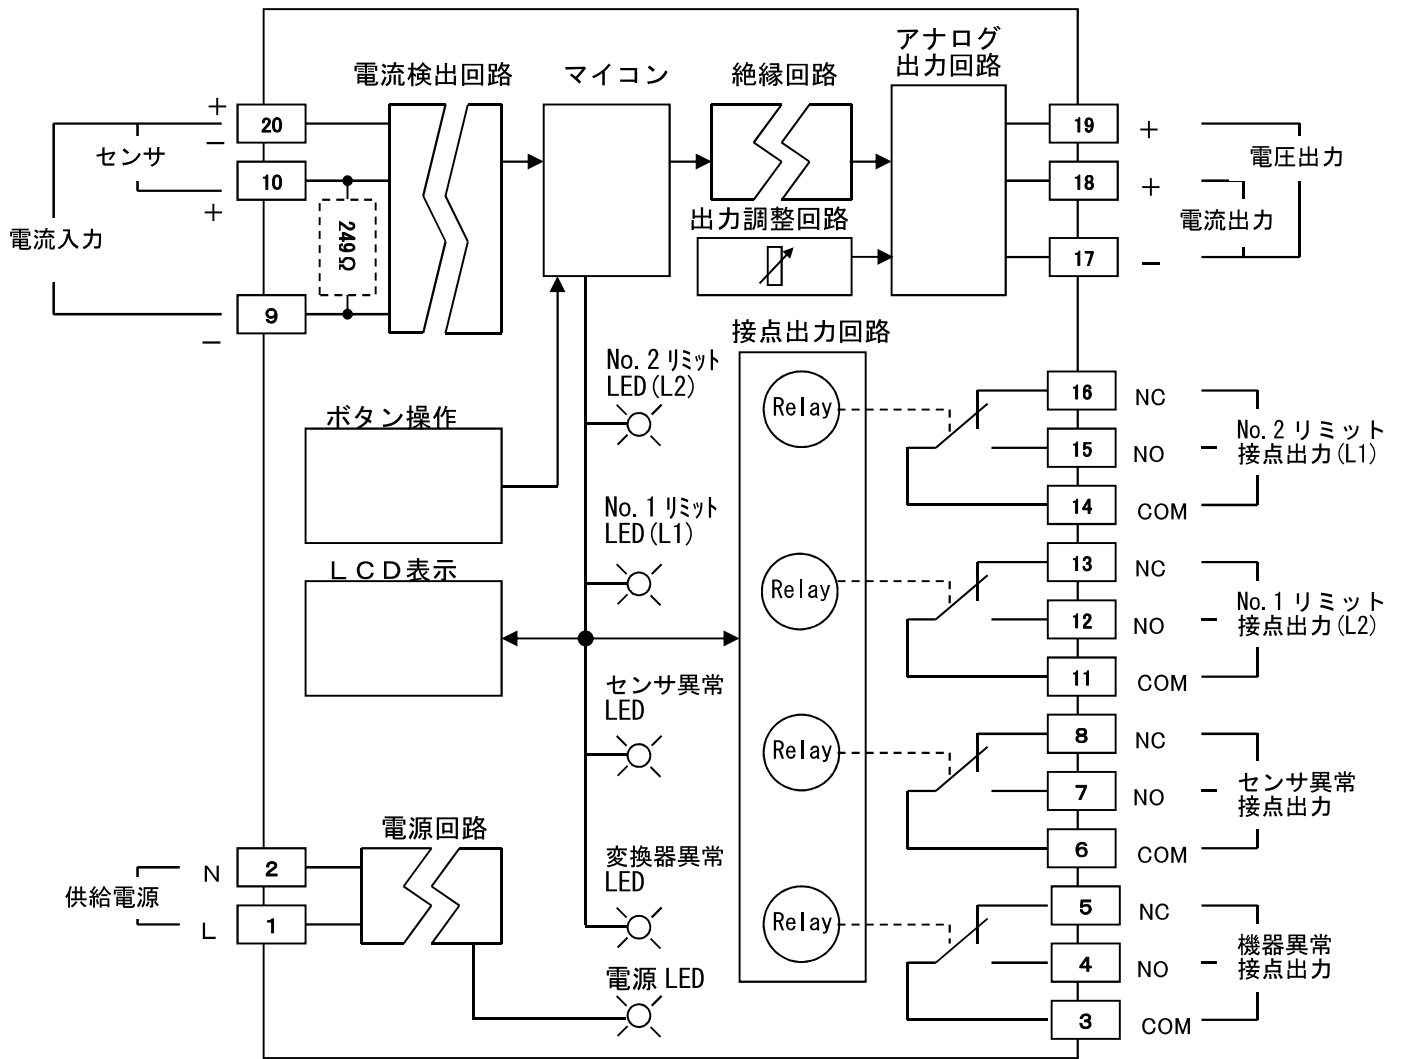 電流検出回路
マイコン
絶縁回路
アナログ
出力回路
+
20
−
センサ
10
+
電流入力
249Ω
9
−
出力調整回路
19
+
電圧出力
18
+
電流出力
17
−
接点出力回路
No.2 リミット
LED(L2)
No.1 リミット
LED(L1)
ボタン操作
LCD表示
センサ異常
LED
変換器異常
LED
電源 LED
電源回路
供給電源
N
2
L
1
Relay
Relay
Relay
Relay
16
NC
15
NO
14
COM
No.2 リミット
接点出力(L1)
13
NC
12
NO
11
COM
No.1 リミット
接点出力(L2)
8
NC
7
NO
6
COM
センサ異常
接点出力
5
NC
4
NO
3
COM
機器異常
接点出力